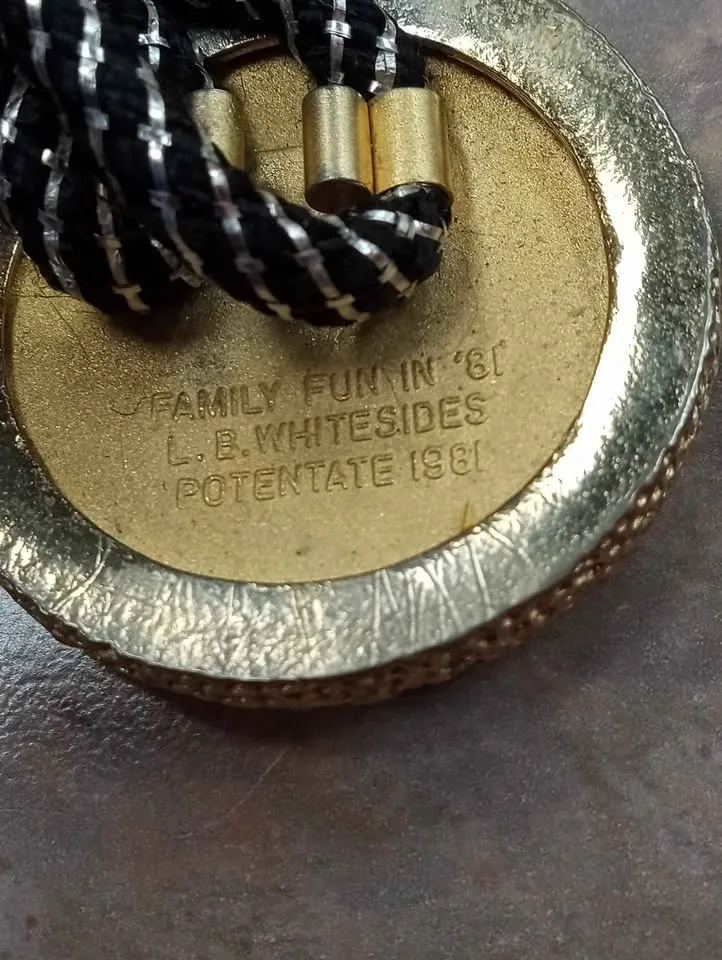 FAMILY FUN IN '81
L. B. WHITESIDES
POTENTATE 1981